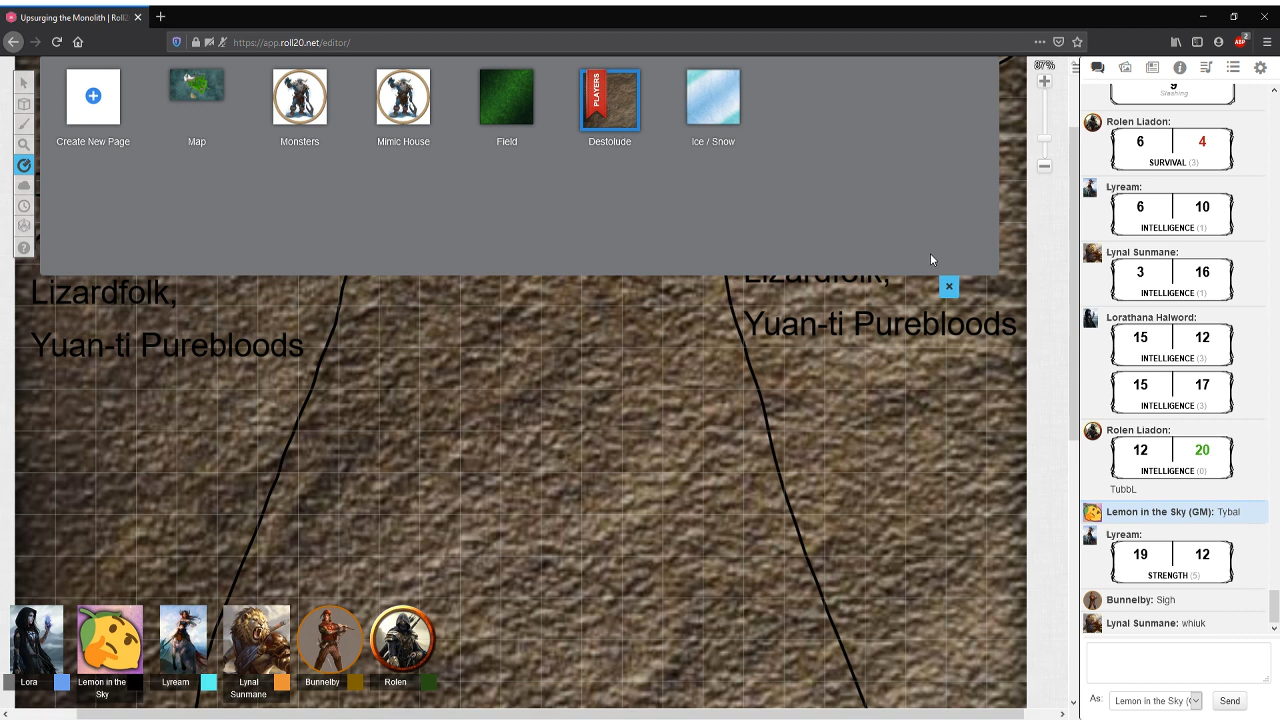 Upsurging the Monolith | Roll2
https://app.roll20.net/editor/
2
ABP
Create New Page
Map
Monsters
Mimic House
Field
PLAYERS
Destolude
Ice / Snow
87%
Lizardfolk,
Yuan-ti Purebloods
Lizardfolk,
Yuan-ti Purebloods
Lora
Lemon in the Sky
Lyream
Lynal Sunmane
Bunnelby
Rolen
9
Slashing
Rolen Liadon:
6 4
SURVIVAL (3)
Lyream:
6 10
INTELLIGENCE (1)
Lynal Sunmane:
3 16
INTELLIGENCE (1)
Lorathana Halword:
15 12
INTELLIGENCE (3)
15 17
INTELLIGENCE (3)
Rolen Liadon:
12 20
INTELLIGENCE (0)
TubbL
Lemon in the Sky (GM): Tybal
Lyream:
19 12
STRENGTH (5)
Bunnelby: Sigh
Lynal Sunmane: whiuk
As: Lemon in the Sky (G Send